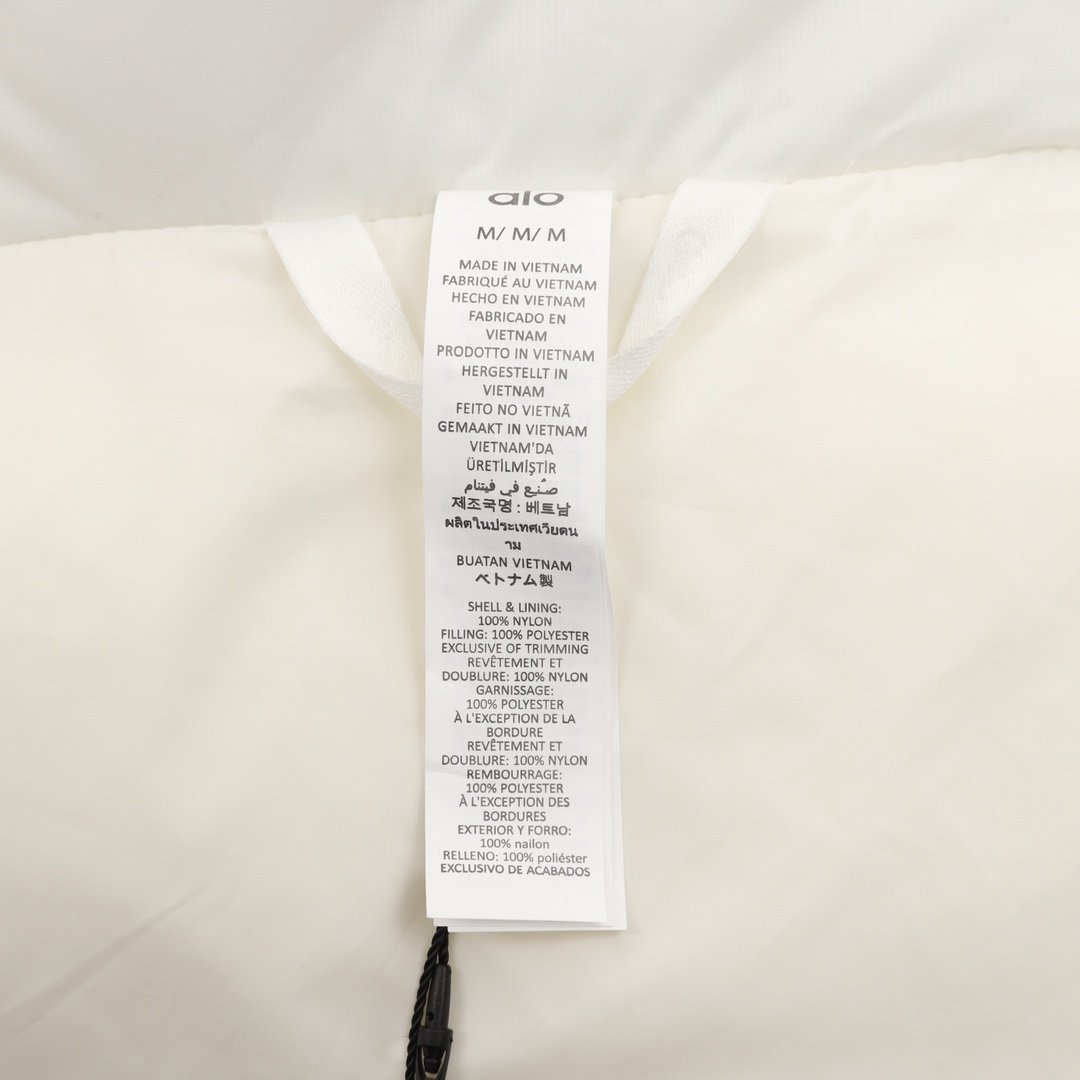 alo
M/ M/ M
MADE IN VIETNAM
FABRIQUÉ AU VIETNAM
HECHO EN VIETNAM
FABRICADO EN
VIETNAM
PRODOTTO IN VIETNAM
HERGESTELLT IN
VIETNAM
FEITO NO VIETNÃ
GEMAAKT IN VIETNAM
VIETNAM'DA
ÜRETİLMİŞTİR
صُنع في فيتنام
제조국명 : 베트남
ผลิตในประเทศเวียดน
าม
BUATAN VIETNAM
ベトナム製
SHELL & LINING:
100% NYLON
FILLING: 100% POLYESTER
EXCLUSIVE OF TRIMMING
REVÊTEMENT ET
DOUBLURE: 100% NYLON
GARNISSAGE:
100% POLYESTER
À L'EXCEPTION DE LA
BORDURE
REVÊTEMENT ET
DOUBLURE: 100% NYLON
REMBOURRAGE:
100% POLYESTER
À L'EXCEPTION DES
BORDURES
EXTERIOR Y FORRO:
100% nailon
RELLENO: 100% poliéster
EXCLUSIVO DE ACABADOS